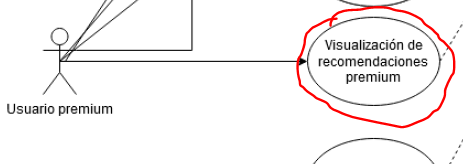 Visualización de
recomendaciones
premium
Usuario premium